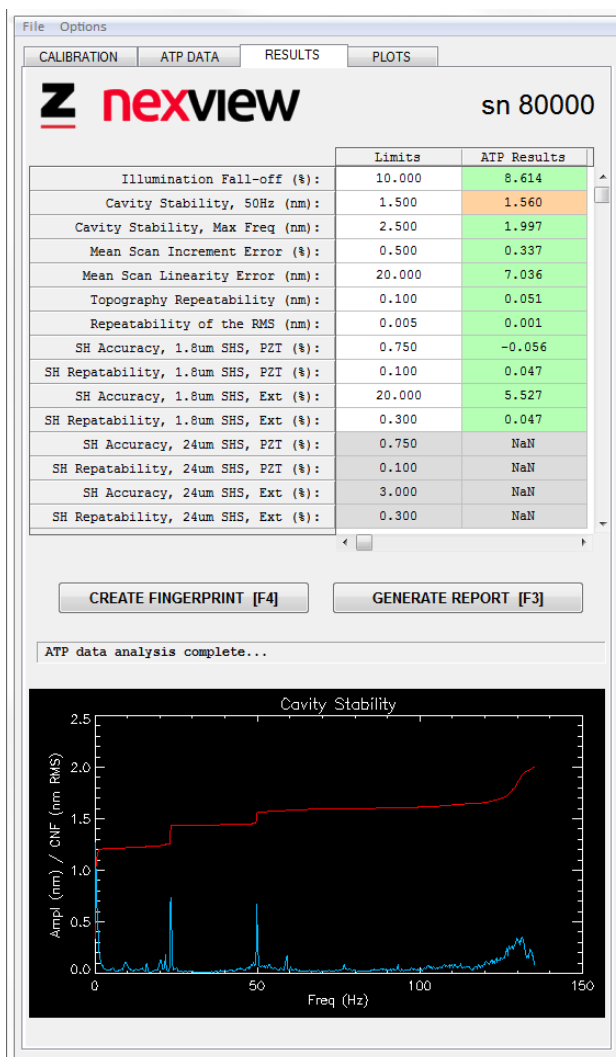 File Options
CALIBRATION ATP DATA RESULTS PLOTS
Z nexview sn 80000
Limits ATP Results
Illumination Fall-off (%): 10.000 8.614
Cavity Stability, 50Hz (nm): 1.500 1.560
Cavity Stability, Max Freq (nm): 2.500 1.997
Mean Scan Increment Error (%): 0.500 0.337
Mean Scan Linearity Error (nm): 20.000 7.036
Topography Repeatability (nm): 0.100 0.051
Repeatability of the RMS (nm): 0.005 0.001
SH Accuracy, 1.8um SHS, PZT (%): 0.750 -0.056
SH Repatability, 1.8um SHS, PZT (%): 0.100 0.047
SH Accuracy, 1.8um SHS, Ext (%): 20.000 5.527
SH Repatability, 1.8um SHS, Ext (%): 0.300 0.047
SH Accuracy, 24um SHS, PZT (%): 0.750 NaN
SH Repatability, 24um SHS, PZT (%): 0.100 NaN
SH Accuracy, 24um SHS, Ext (%): 3.000 NaN
SH Repatability, 24um SHS, Ext (%): 0.300 NaN
CREATE FINGERPRINT [F4] GENERATE REPORT [F3]
ATP data analysis complete...
Cavity Stability
Ampl (nm) / CNF (nm RMS)
2.5
2.0
1.5
1.0
0.5
0.0
0 50 100 150
Freq (Hz)